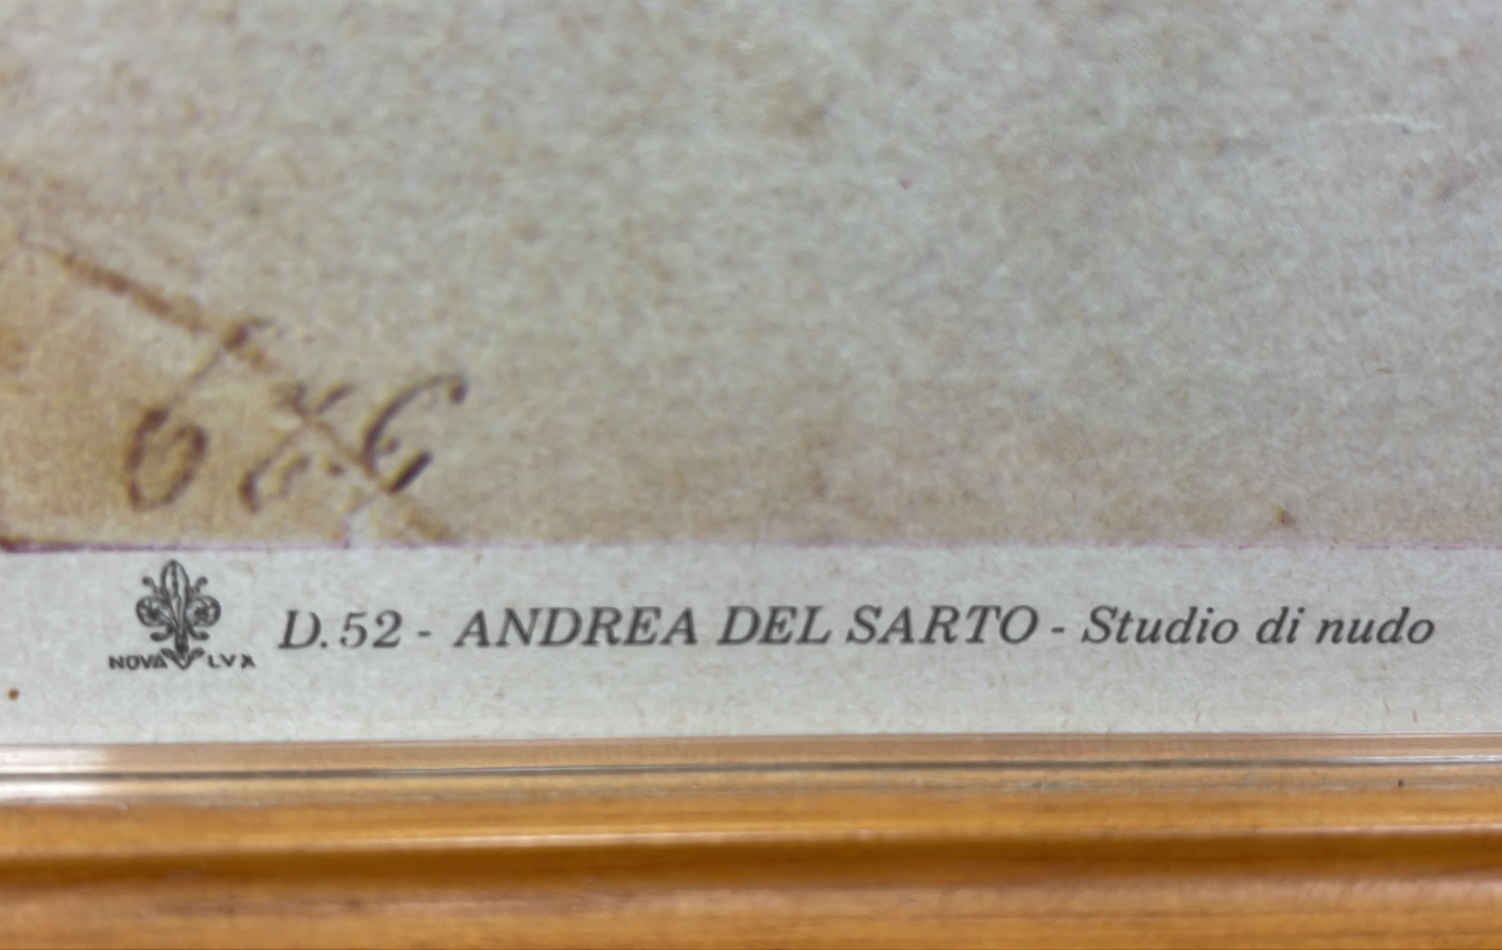 D.52 - ANDREA DEL SARTO - Studio di nudo
NOVA LVX